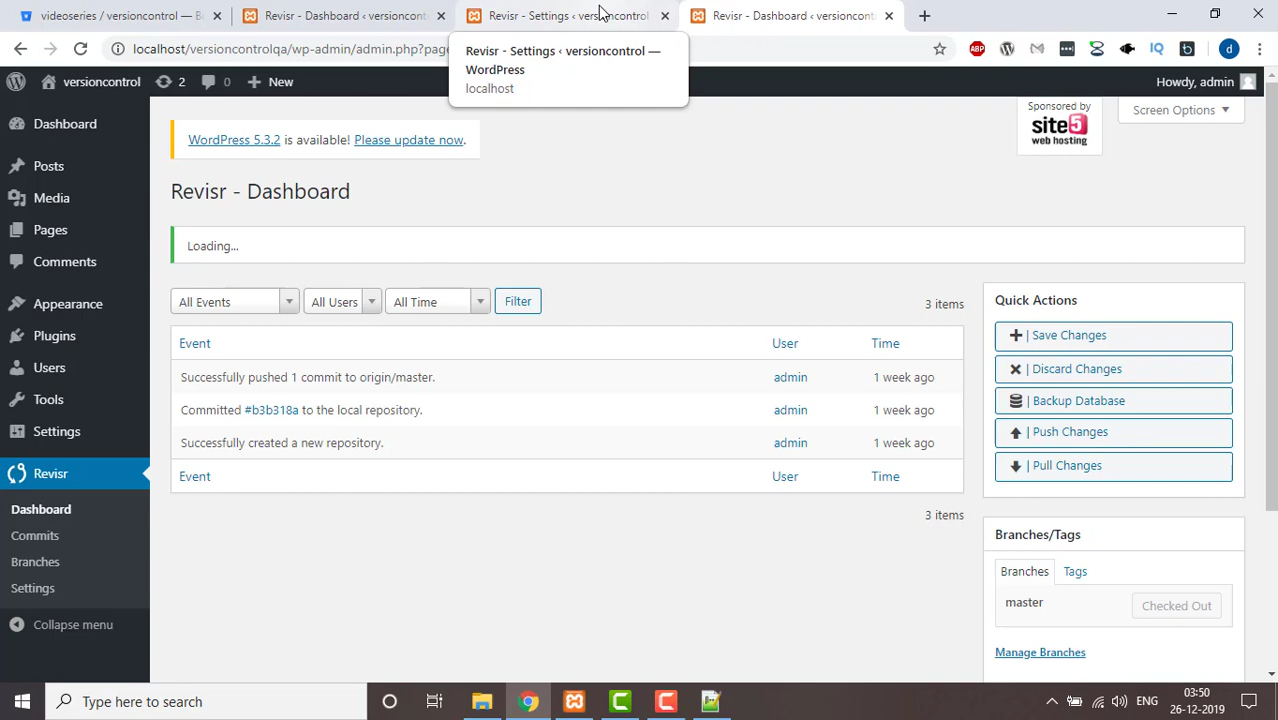 videoseries / versioncontrol — B
Revisr - Dashboard ‹ versioncont
Revisr - Settings ‹ versioncontrol
Revisr - Dashboard ‹ versioncont
localhost/versioncontrolqa/wp-admin/admin.php?pag
Revisr - Settings ‹ versioncontrol —
WordPress
localhost
versioncontrol
2
0
New
Howdy, admin
Dashboard
Posts
Media
Pages
Comments
Appearance
Plugins
Users
Tools
Settings
Revisr
Dashboard
Commits
Branches
Settings
Collapse menu
Sponsored by
site5
web hosting
Screen Options
WordPress 5.3.2 is available! Please update now.
Revisr - Dashboard
Loading...
All Events
All Users
All Time
Filter
3 items
Event User Time
Successfully pushed 1 commit to origin/master. admin 1 week ago
Committed #b3b318a to the local repository. admin 1 week ago
Successfully created a new repository. admin 1 week ago
Event User Time
3 items
Quick Actions
| Save Changes
| Discard Changes
| Backup Database
| Push Changes
| Pull Changes
Branches/Tags
Branches Tags
master Checked Out
Manage Branches
Type here to search
ENG
03:50
26-12-2019
ABP
IQ
d